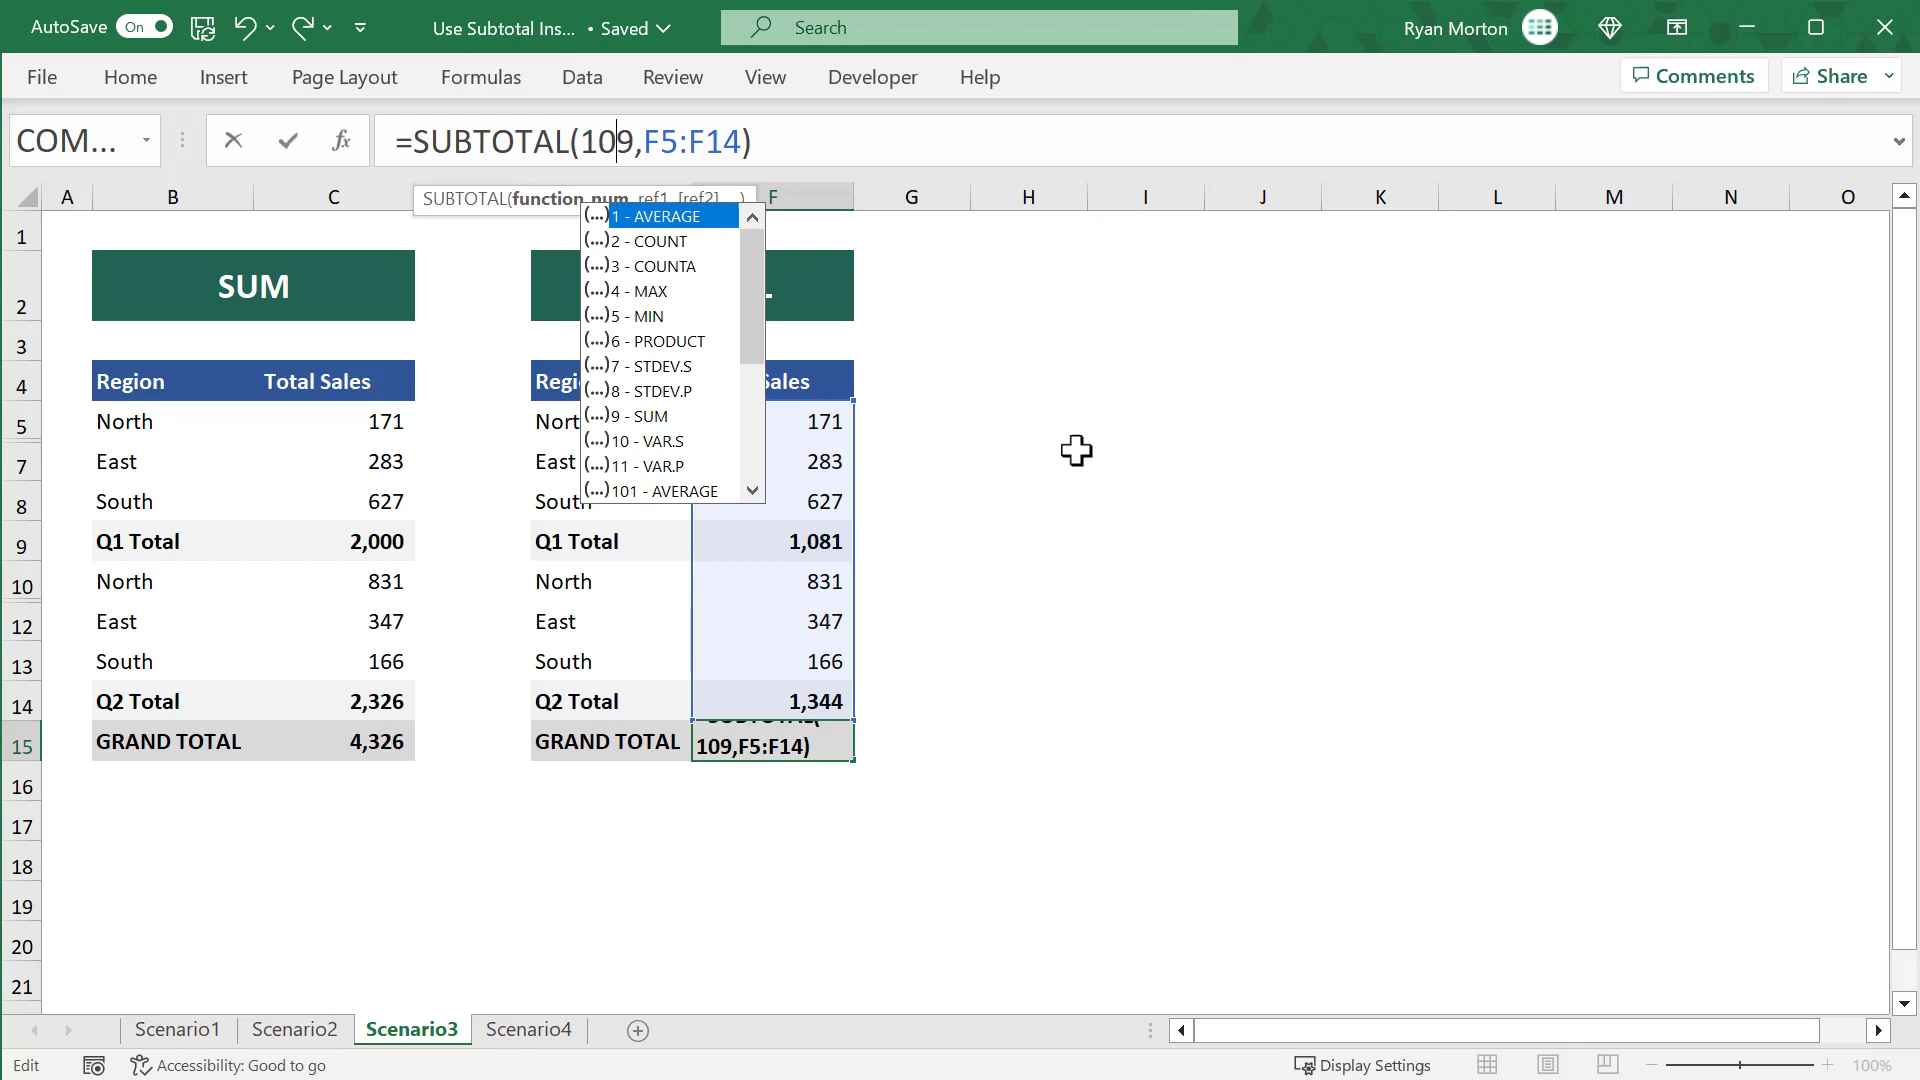 AutoSave On Use Subtotal Ins... • Saved Search Ryan Morton
File Home Insert Page Layout Formulas Data Review View Developer Help Comments Share
COM... fx =SUBTOTAL(109,F5:F14)
SUBTOTAL(function_num, ref1, [ref2], ...)
A B C F G H I J K L M N O
(...) 1 - AVERAGE
(...) 2 - COUNT
(...) 3 - COUNTA
(...) 4 - MAX
(...) 5 - MIN
(...) 6 - PRODUCT
(...) 7 - STDEV.S
(...) 8 - STDEV.P
(...) 9 - SUM
(...) 10 - VAR.S
(...) 11 - VAR.P
(...) 101 - AVERAGE
1
2 SUM L
3
4 Region Total Sales Regi Sales
5 North 171 Nort 171
7 East 283 East 283
8 South 627 South 627
9 Q1 Total 2,000 Q1 Total 1,081
10 North 831 North 831
12 East 347 East 347
13 South 166 South 166
14 Q2 Total 2,326 Q2 Total 1,344
15 GRAND TOTAL 4,326 GRAND TOTAL =SUBTOTAL(
109,F5:F14)
16
17
18
19
20
21
Scenario1 Scenario2 Scenario3 Scenario4
Edit Accessibility: Good to go Display Settings 100%